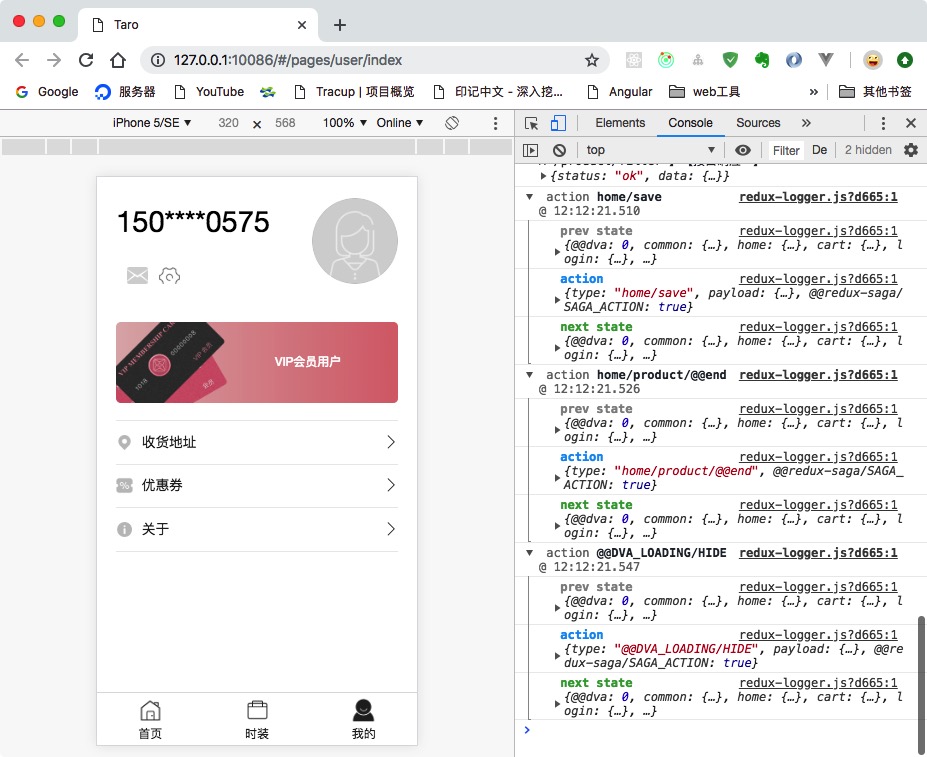 Taro
127.0.0.1:10086/#/pages/user/index
Google 服务器 YouTube Tracup | 项目概览 印记中文 - 深入挖... Angular web工具 » 其他书签
iPhone 5/SE ▼ 320 × 568 100% ▼ Online ▼
Elements Console Sources »
top ▼ Filter De 2 hidden
150****0575
VIP MEMBERSHIP CARD
VIP会员用户
收货地址
优惠券
关于
首页 时装 我的
{status: "ok", data: {…}}
action home/save redux-logger.js?d665:1
@ 12:12:21.510
prev state redux-logger.js?d665:1
{@@dva: 0, common: {…}, home: {…}, cart: {…}, l
ogin: {…}, …}
action redux-logger.js?d665:1
{type: "home/save", payload: {…}, @@redux-saga/
SAGA_ACTION: true}
next state redux-logger.js?d665:1
{@@dva: 0, common: {…}, home: {…}, cart: {…}, l
ogin: {…}, …}
action home/product/@@end redux-logger.js?d665:1
@ 12:12:21.526
prev state redux-logger.js?d665:1
{@@dva: 0, common: {…}, home: {…}, cart: {…}, l
ogin: {…}, …}
action redux-logger.js?d665:1
{type: "home/product/@@end", @@redux-saga/SAGA_
ACTION: true}
next state redux-logger.js?d665:1
{@@dva: 0, common: {…}, home: {…}, cart: {…}, l
ogin: {…}, …}
action @@DVA_LOADING/HIDE redux-logger.js?d665:1
@ 12:12:21.547
prev state redux-logger.js?d665:1
{@@dva: 0, common: {…}, home: {…}, cart: {…}, l
ogin: {…}, …}
action redux-logger.js?d665:1
{type: "@@DVA_LOADING/HIDE", payload: {…}, @@re
dux-saga/SAGA_ACTION: true}
next state redux-logger.js?d665:1
{@@dva: 0, common: {…}, home: {…}, cart: {…}, l
ogin: {…}, …}